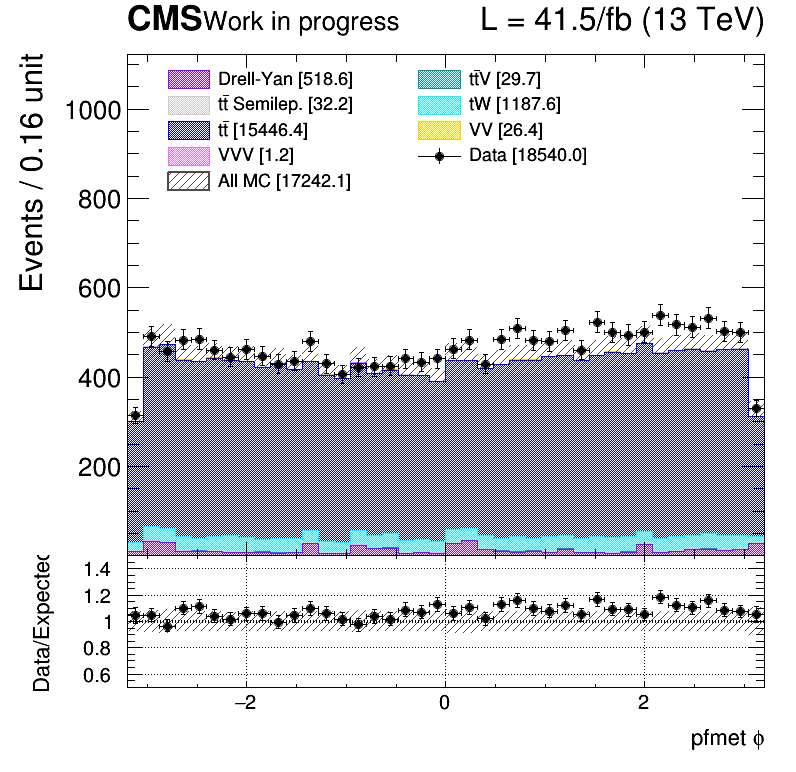 CMSWork in progress L = 41.5/fb (13 TeV)
Events / 0.16 unit
Drell-Yan [518.6] tt̄V [29.7]
tt̄ Semilep. [32.2] tW [1187.6]
tt̄ [15446.4] VV [26.4]
VVV [1.2] Data [18540.0]
All MC [17242.1]
1000
800
600
400
200
Data/Expected
1.4
1.2
1
0.8
0.6
−2 0 2
pfmet ϕ